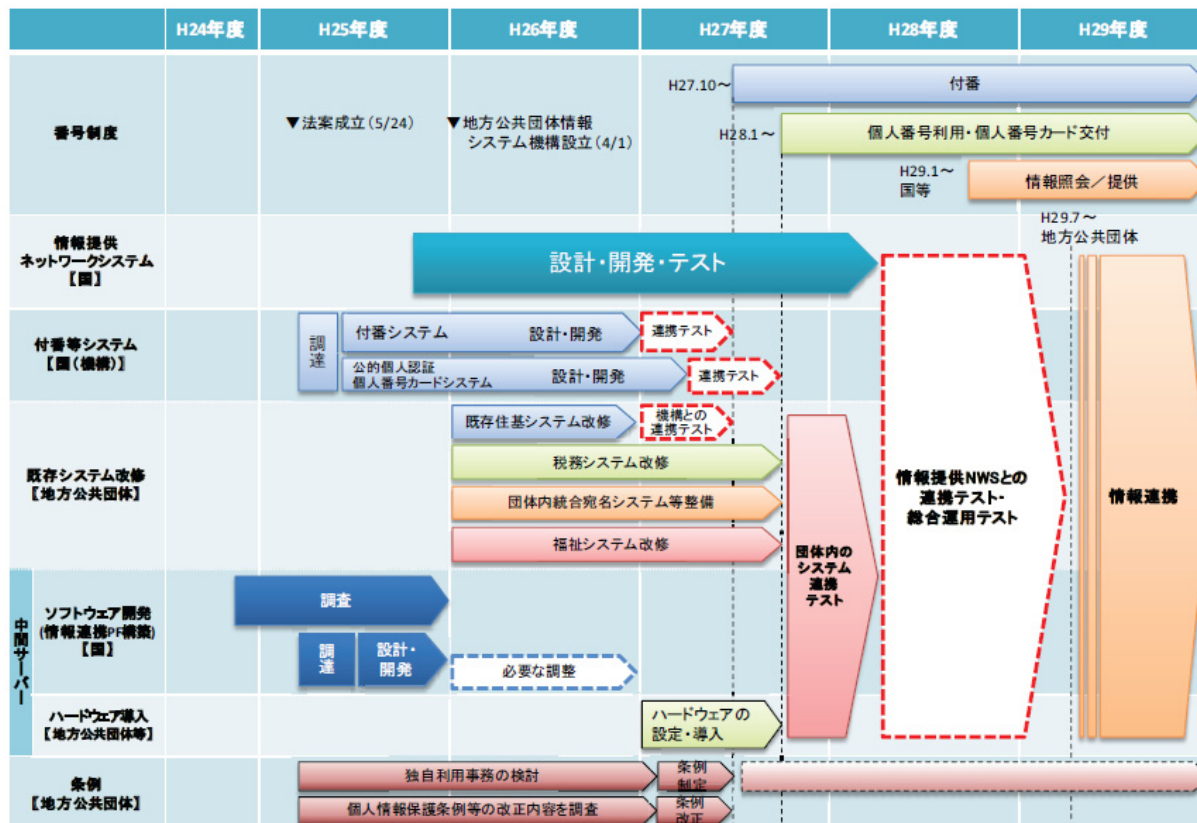 H24年度 H25年度 H26年度 H27年度 H28年度 H29年度
番号制度
▼法案成立(5/24)
▼地方公共団体情報
システム機構設立(4/1)
H27.10～
付番
H28.1～
個人番号利用・個人番号カード交付
H29.1～
国等
情報照会／提供
H29.7～
地方公共団体
情報提供
ネットワークシステム
【国】
設計・開発・テスト
付番等システム
【国(機構)】
調達
付番システム 設計・開発
連携テスト
公的個人認証
個人番号カードシステム
設計・開発
連携テスト
既存システム改修
【地方公共団体】
既存住基システム改修
機構との
連携テスト
税務システム改修
団体内統合宛名システム等整備
福祉システム改修
団体内の
システム
連携
テスト
情報提供NWSとの
連携テスト・
総合運用テスト
情報連携
中間サーバー
ソフトウェア開発
(情報連携PF構築)
【国】
調査
調達
設計・
開発
必要な調整
ハードウェア導入
【地方公共団体等】
ハードウェアの
設定・導入
条例
【地方公共団体】
独自利用事務の検討
条例
制定
個人情報保護条例等の改正内容を調査
条例
改正